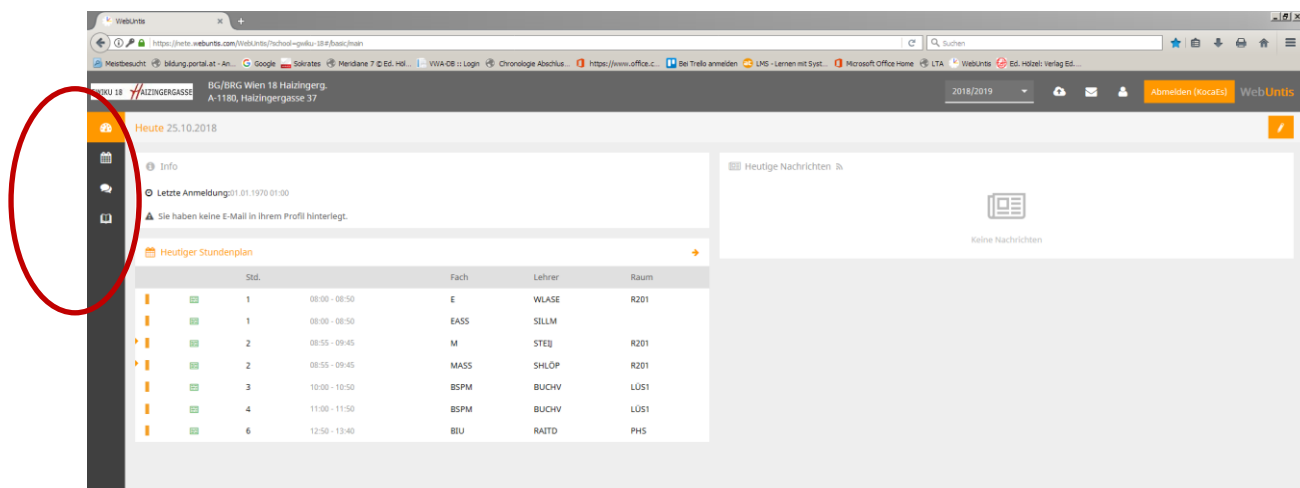 WebUntis
https://nete.webuntis.com/WebUntis/?school=gwiku-18#/basic/main
Suchen
Meistbesucht bildung.portal.at - An... Google Sokrates Meridiane 7 © Ed. Höl... VWA-DB :: Login Chronologie Abschlus... https://www.office.c... Bei Trello anmelden LMS - Lernen mit Syst... Microsoft Office Home LTA WebUntis Ed. Hölzel: Verlag Ed....
GWIKU 18 HAIZINGERGASSE
BG/BRG Wien 18 Haizingerg.
A-1180, Haizingergasse 37
2018/2019
Abmelden (KocaEs)
WebUntis
Heute 25.10.2018
Info
Letzte Anmeldung:01.01.1970 01:00
Sie haben keine E-Mail in ihrem Profil hinterlegt.
Heutige Nachrichten
Keine Nachrichten
Heutiger Stundenplan
Std. Fach Lehrer Raum
1 08:00 - 08:50 E WLASE R201
1 08:00 - 08:50 EASS SILLM
2 08:55 - 09:45 M STEIJ R201
2 08:55 - 09:45 MASS SHLÖP R201
3 10:00 - 10:50 BSPM BUCHV LÜS1
4 11:00 - 11:50 BSPM BUCHV LÜS1
6 12:50 - 13:40 BIU RAITD PHS